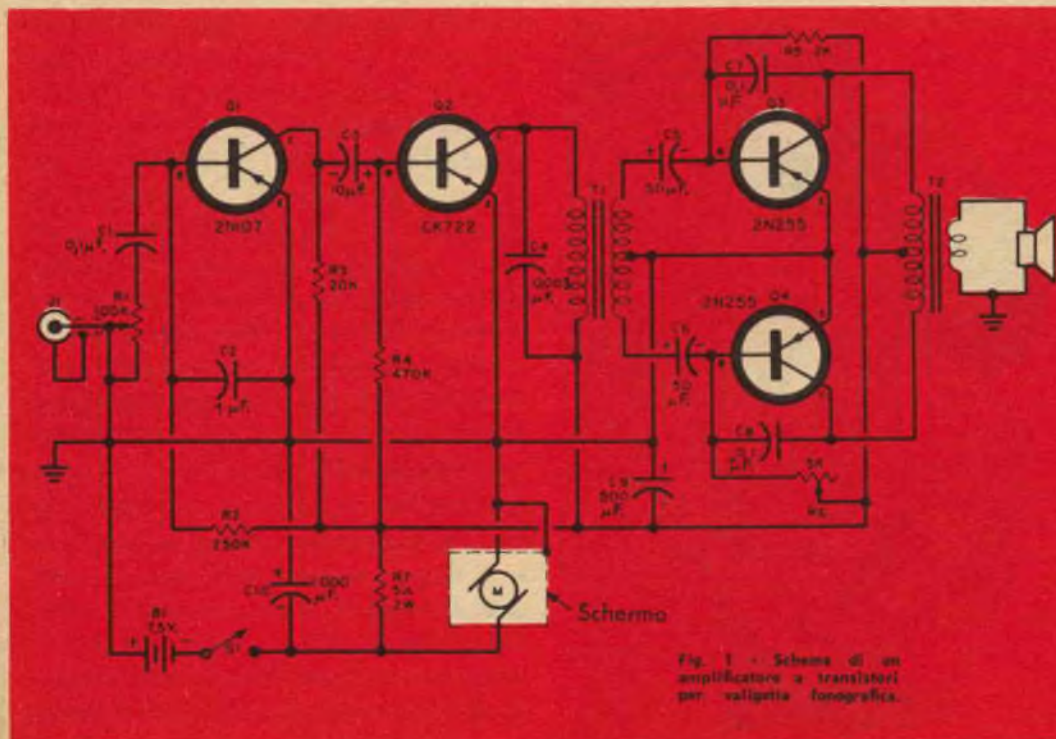 R5 2K
C7
0,1
µF.
Q1
Q2
Q3
C3
10µF.
C5
50µF.
T1
T2
2N107
CK722
2N255
C1
0,1µF.
R1
100K
J1
C4
R3
20K
2N255
Q4
C6
50
µF.
C2
R4
470K
C8
0,1
µF.
5K
R6
C9
500
µF.
R2
250K
C10
1000
µF.
R7
5Ω
2W
M
Schermo
B1
7,5V.
S1
Fig. 1 - Schema di un
amplificatore a transistori
per valigetta fonografica.